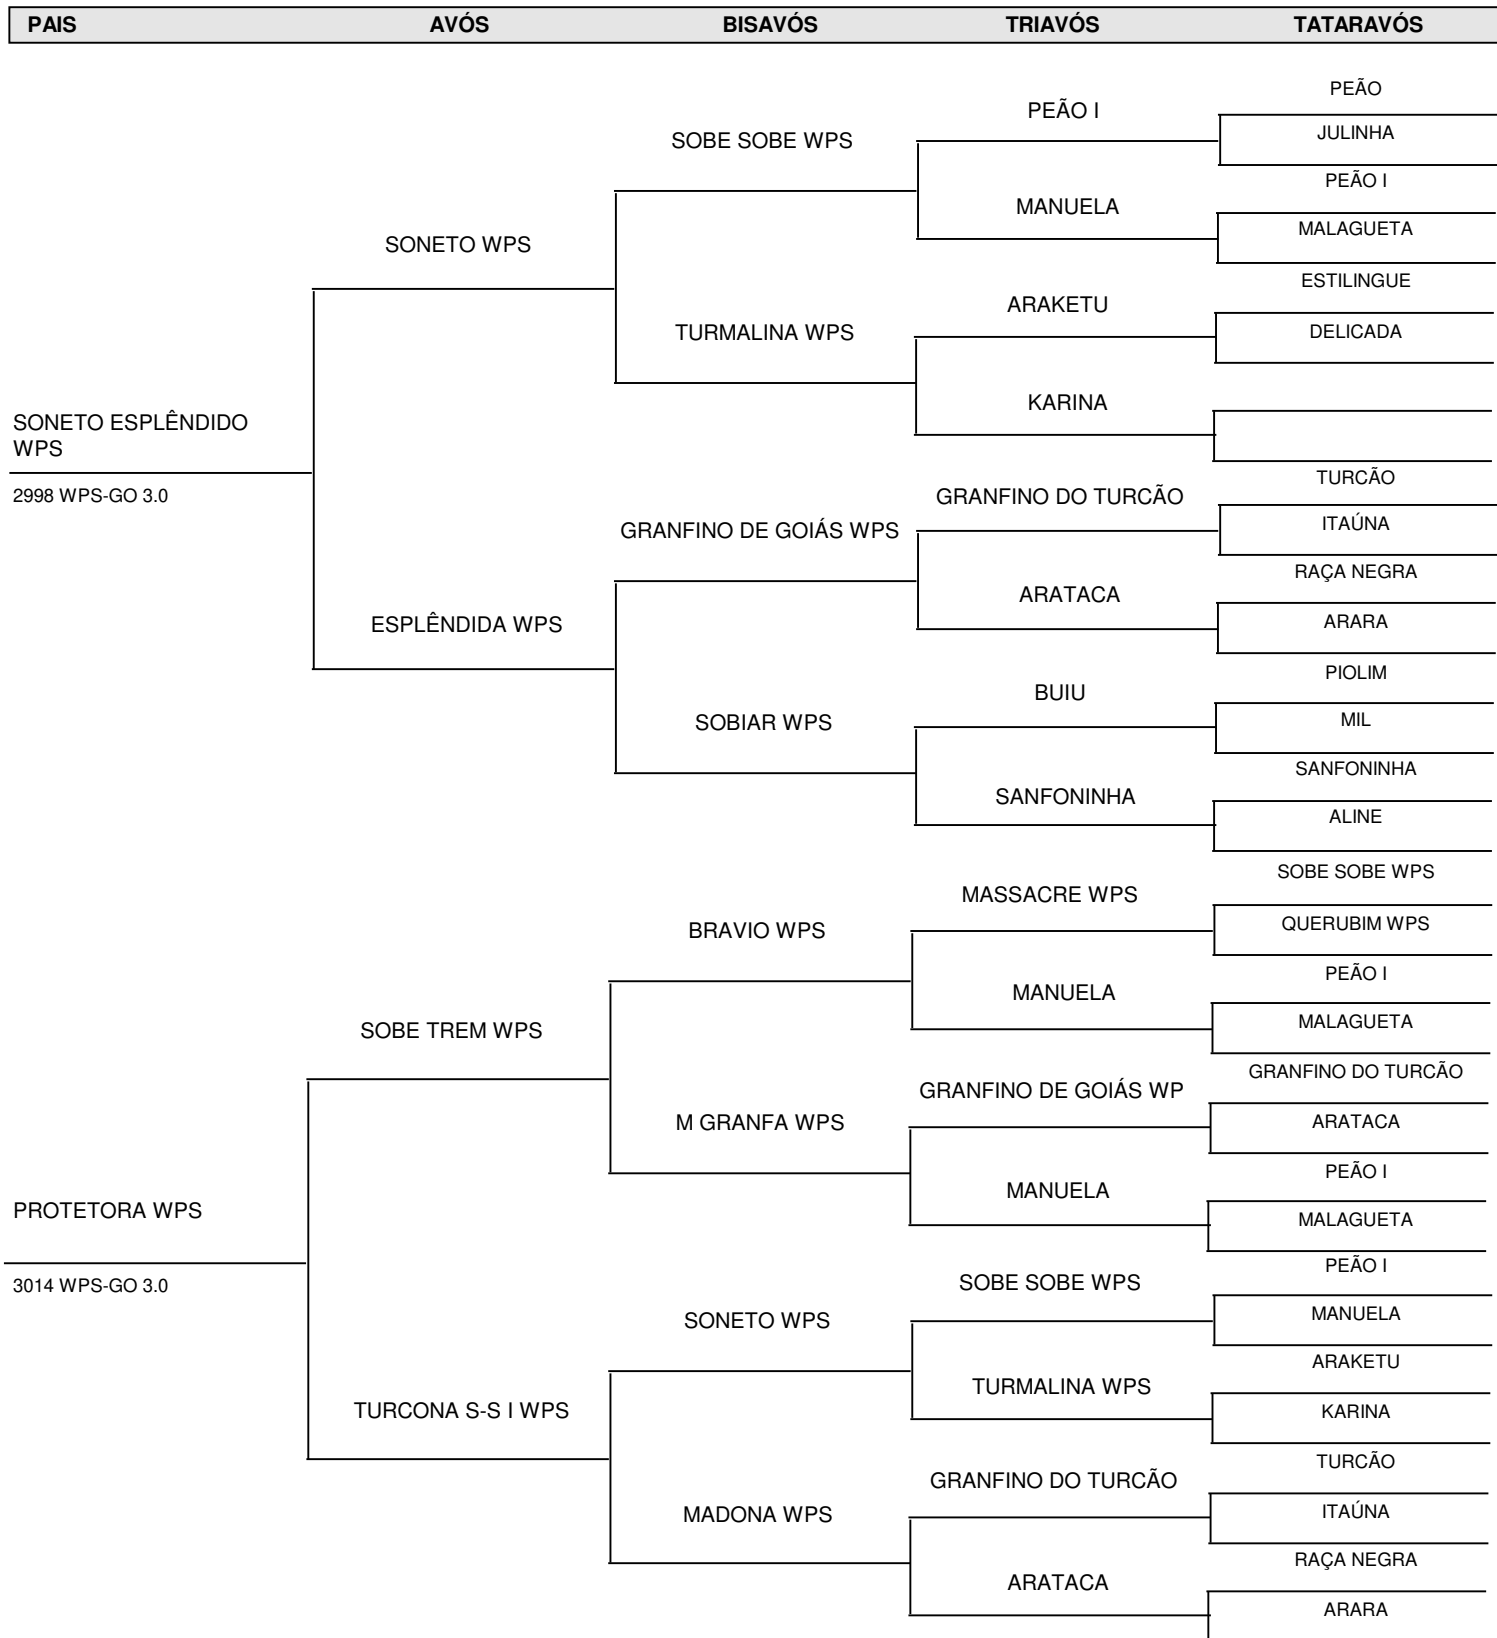 PAIS AVÓS BISAVÓS TRIAVÓS TATARAVÓS
PEÃO
PEÃO I
JULINHA
SOBE SOBE WPS
PEÃO I
MANUELA
MALAGUETA
SONETO WPS
ESTILINGUE
ARAKETU
TURMALINA WPS
DELICADA
KARINA
SONETO ESPLÊNDIDO
WPS
TURCÃO
2998 WPS-GO 3.0
GRANFINO DO TURCÃO
ITAÚNA
GRANFINO DE GOIÁS WPS
RAÇA NEGRA
ARATACA
ARARA
ESPLÊNDIDA WPS
PIOLIM
BUIU
MIL
SOBIAR WPS
SANFONINHA
SANFONINHA
ALINE
SOBE SOBE WPS
MASSACRE WPS
QUERUBIM WPS
BRAVIO WPS
PEÃO I
MANUELA
MALAGUETA
SOBE TREM WPS
GRANFINO DO TURCÃO
GRANFINO DE GOIÁS WP
ARATACA
M GRANFA WPS
PEÃO I
MANUELA
PROTETORA WPS
MALAGUETA
PEÃO I
3014 WPS-GO 3.0
SOBE SOBE WPS
MANUELA
SONETO WPS
ARAKETU
TURMALINA WPS
TURCONA S-S I WPS
KARINA
TURCÃO
GRANFINO DO TURCÃO
ITAÚNA
MADONA WPS
RAÇA NEGRA
ARATACA
ARARA